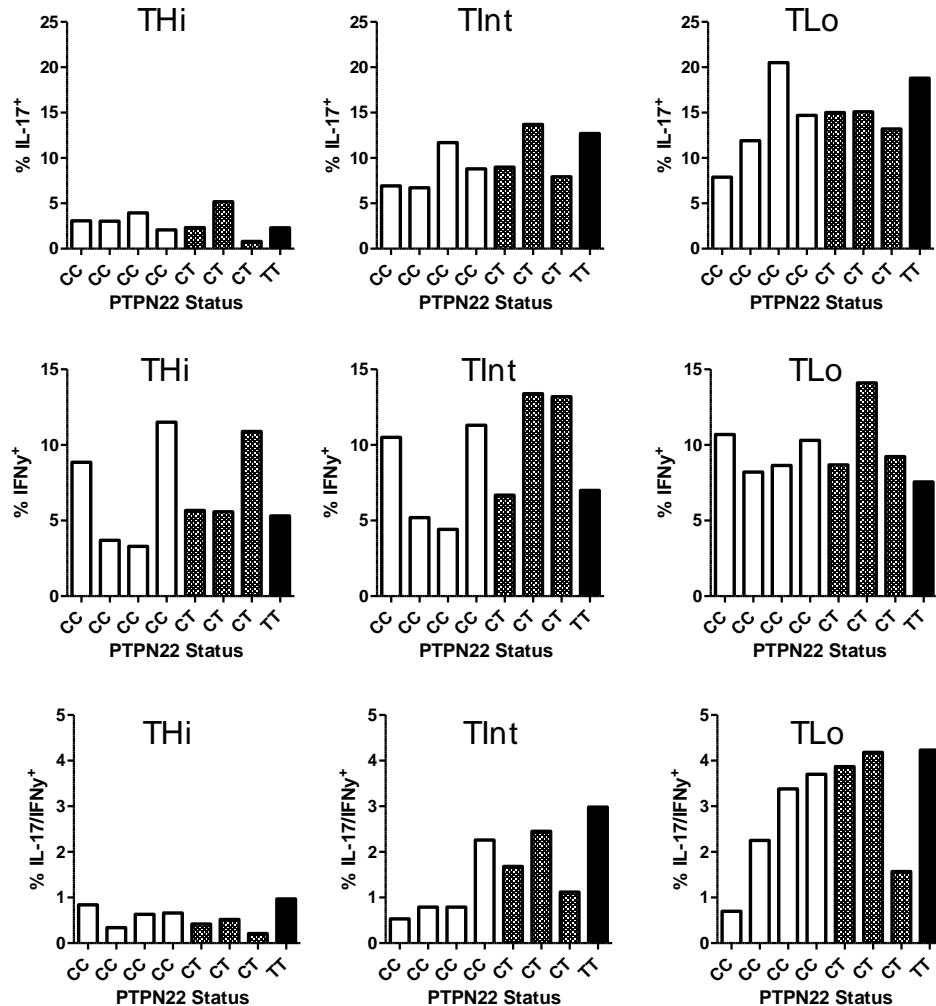 THi
TInt
TLo
% IL-17+
25
20
15
10
5
0
CC CC CC CC CT CT CT TT
PTPN22 Status
% IL-17+
25
20
15
10
5
0
CC CC CC CC CT CT CT TT
PTPN22 Status
% IL-17+
25
20
15
10
5
0
CC CC CC CC CT CT CT TT
PTPN22 Status
THi
TInt
TLo
% IFNy+
15
10
5
0
CC CC CC CC CT CT CT TT
PTPN22 Status
% IFNy+
15
10
5
0
CC CC CC CC CT CT CT TT
PTPN22 Status
% IFNy+
15
10
5
0
CC CC CC CC CT CT CT TT
PTPN22 Status
THi
TInt
TLo
% IL-17/IFNy+
5
4
3
2
1
0
CC CC CC CC CT CT CT TT
PTPN22 Status
% IL-17/IFNy+
5
4
3
2
1
0
CC CC CC CC CT CT CT TT
PTPN22 Status
% IL-17/IFNy+
5
4
3
2
1
0
CC CC CC CC CT CT CT TT
PTPN22 Status